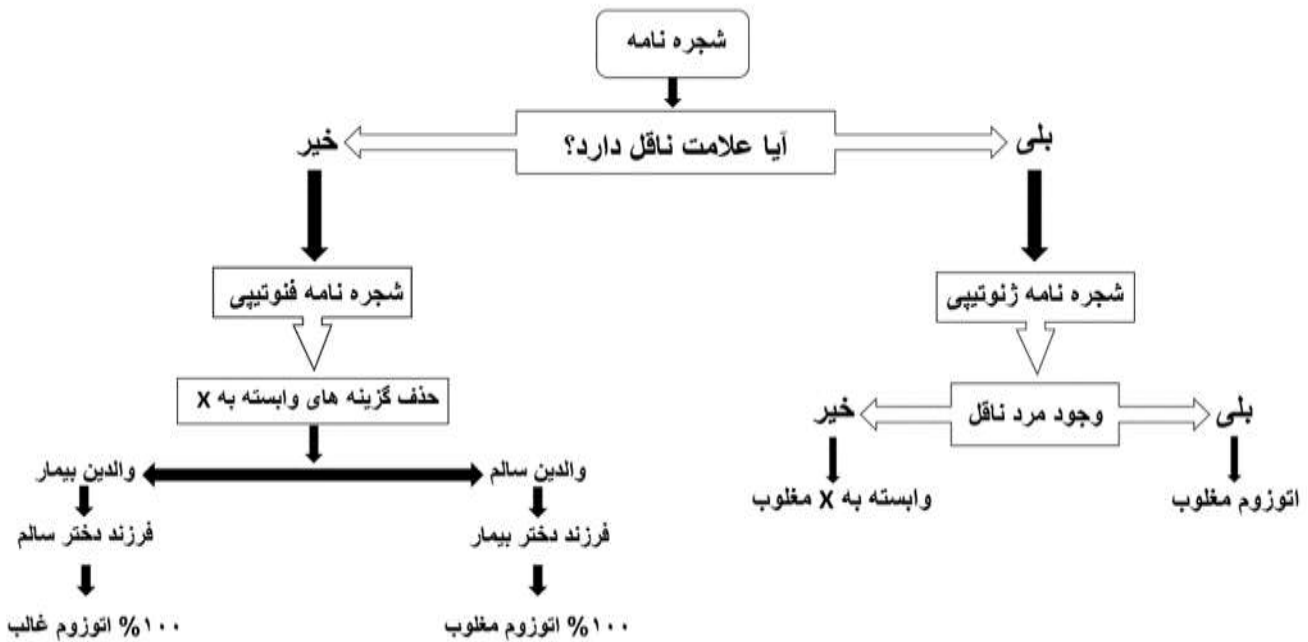 شجره نامه
آیا علامت ناقل دارد؟
بلی
خیر
شجره نامه ژنوتیپی
شجره نامه فنوتیپی
وجود مرد ناقل
بلی
خیر
اتوزوم مغلوب
وابسته به X مغلوب
حذف گزینه های وابسته به X
والدین سالم
والدین بیمار
فرزند دختر بیمار
فرزند دختر سالم
۱۰۰% اتوزوم مغلوب
۱۰۰% اتوزوم غالب